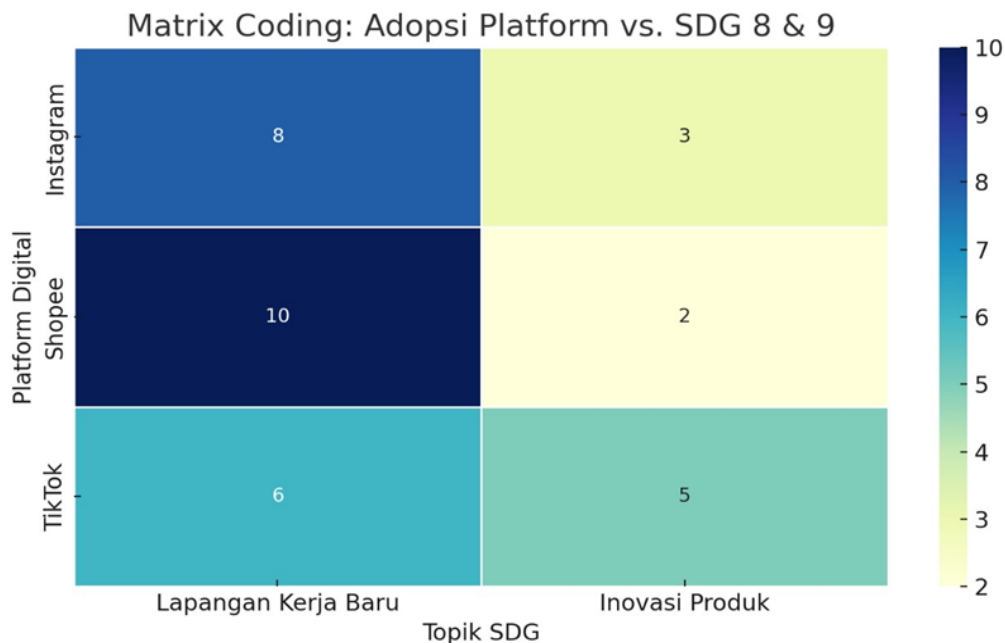 Matrix Coding: Adopsi Platform vs. SDG 8 & 9
Platform Digital
Instagram
8
3
Shopee
10
2
TikTok
6
5
Lapangan Kerja Baru
Inovasi Produk
Topik SDG
10
9
8
7
6
5
4
3
2